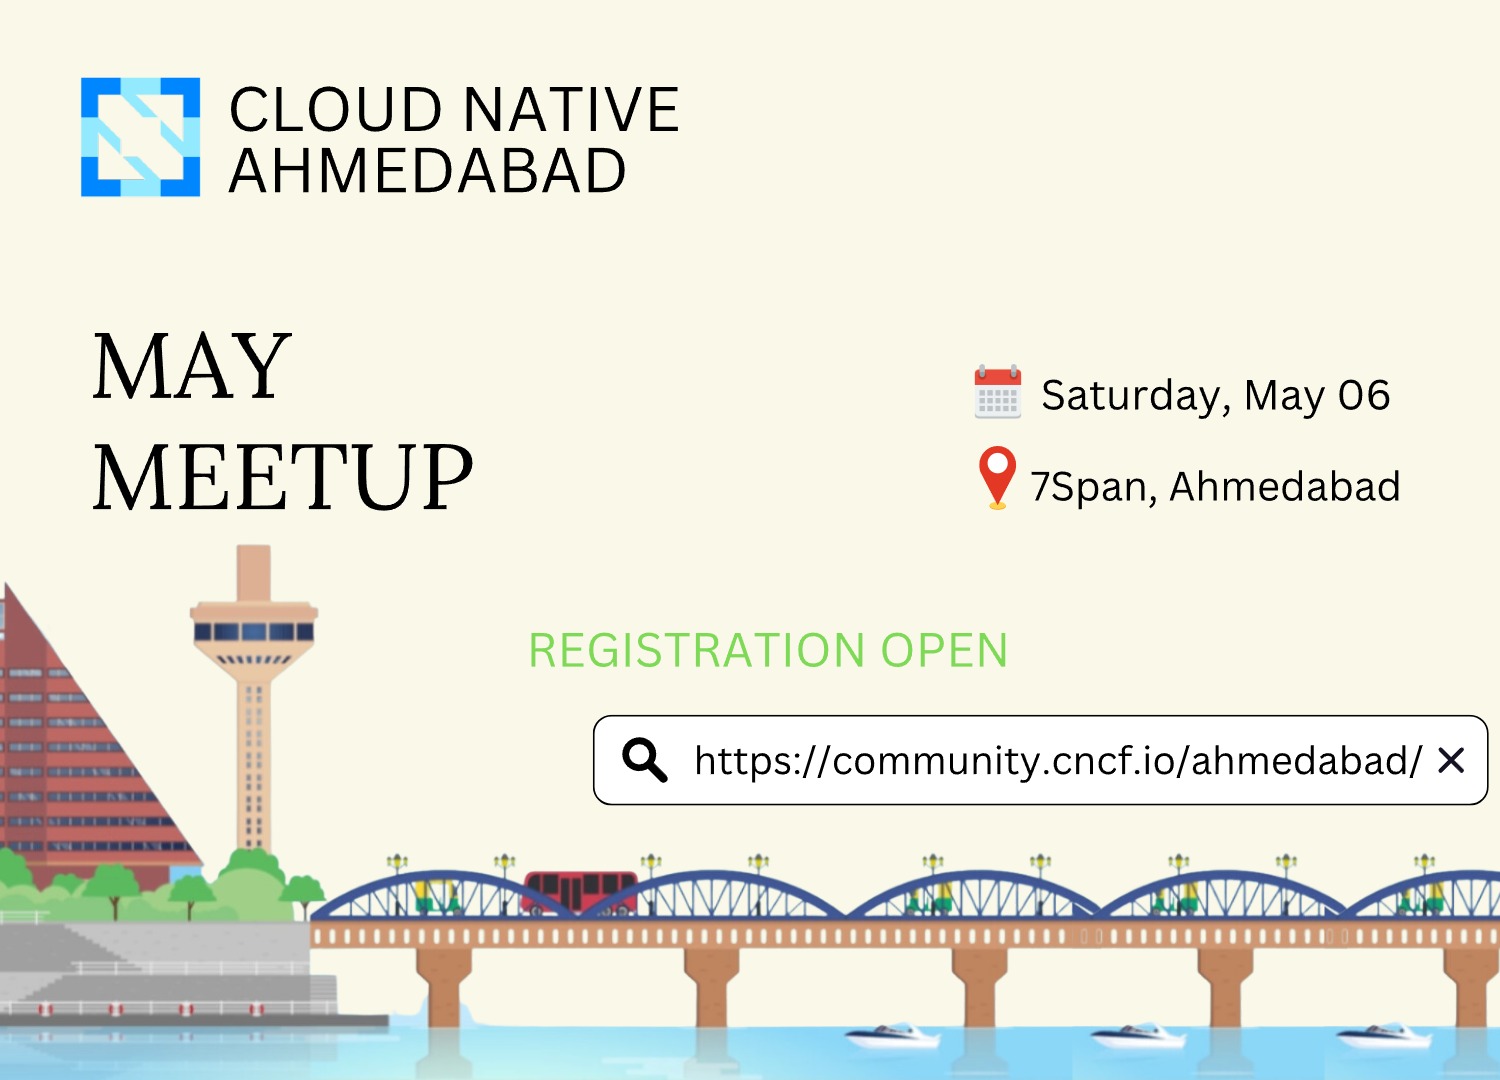 CLOUD NATIVE
AHMEDABAD
MAY
MEETUP
Saturday, May 06
7Span, Ahmedabad
REGISTRATION OPEN
https://community.cncf.io/ahmedabad/